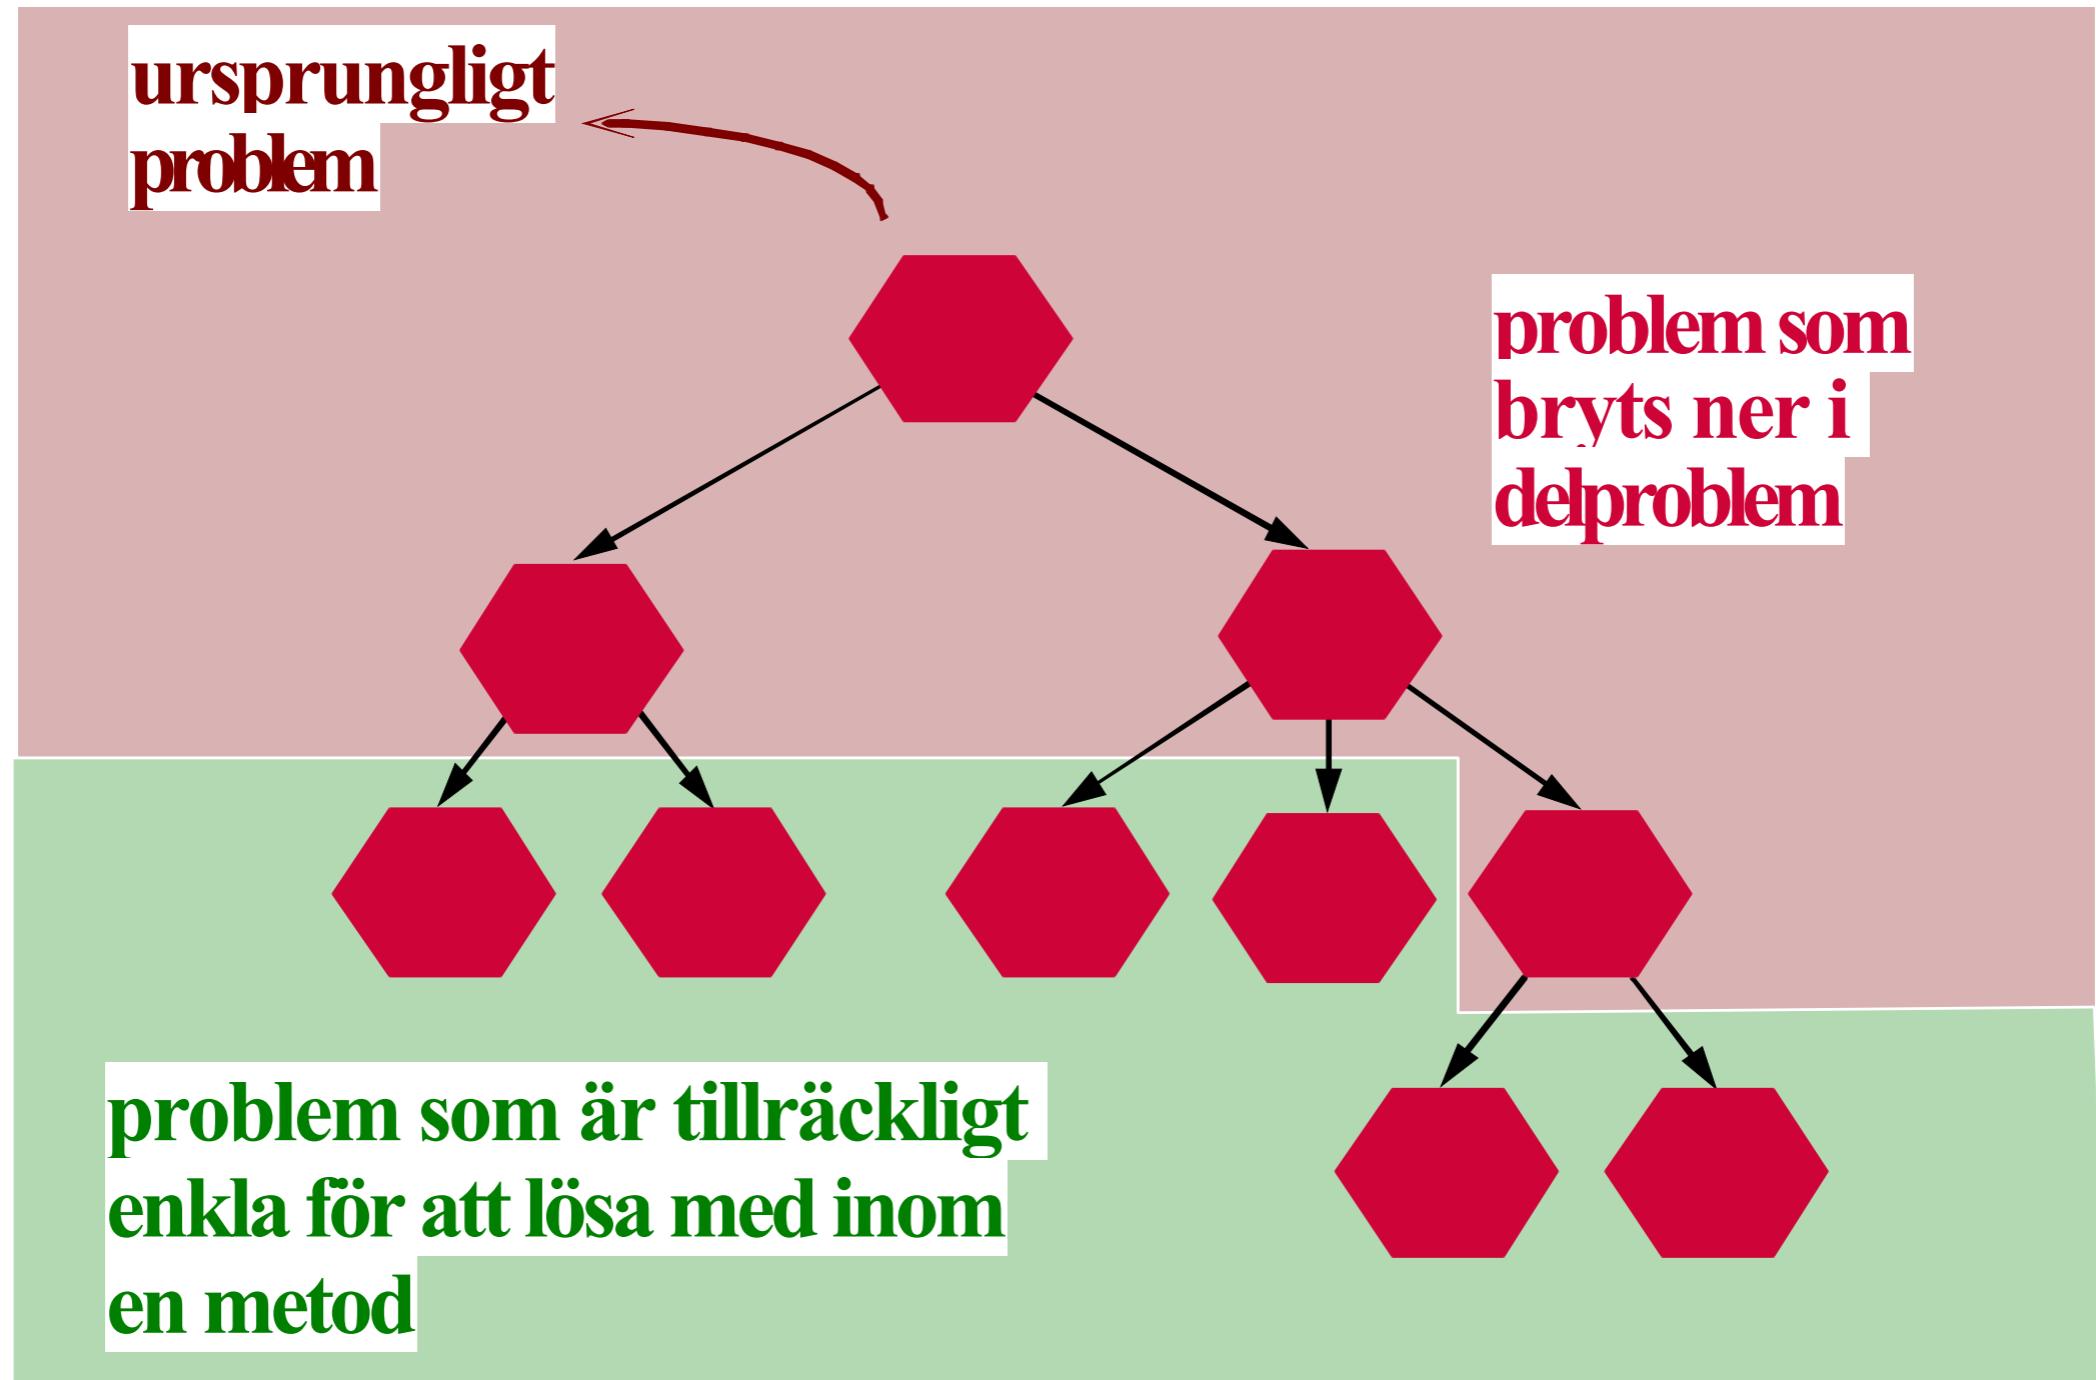 ursprungligt
problem
problem som
bryts ner i
delproblem
problem som är tillräckligt
enkla för att lösa med inom
en metod